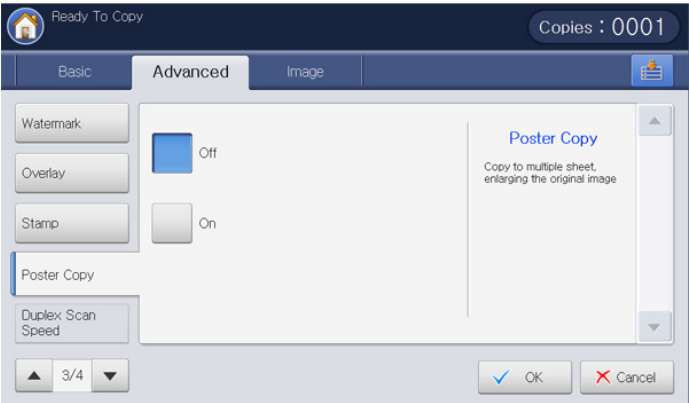 Ready To Copy
Copies : 0001
Basic
Advanced
Image
Watermark
Overlay
Stamp
Poster Copy
Duplex Scan
Speed
3/4
Off
On
Poster Copy
Copy to multiple sheet,
enlarging the original image
OK
Cancel